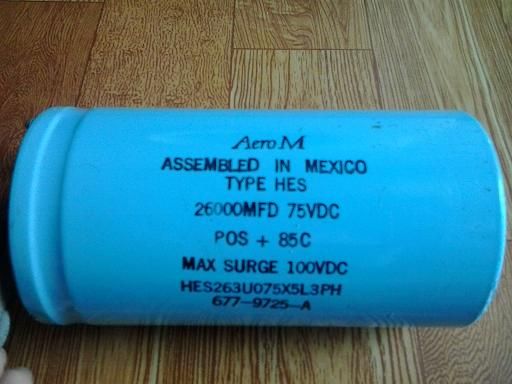 Aero M
ASSEMBLED IN MEXICO
TYPE HES
26000MFD 75VDC
POS + 85C
MAX SURGE 100VDC
HES263U075X5L3PH
677-9725-A